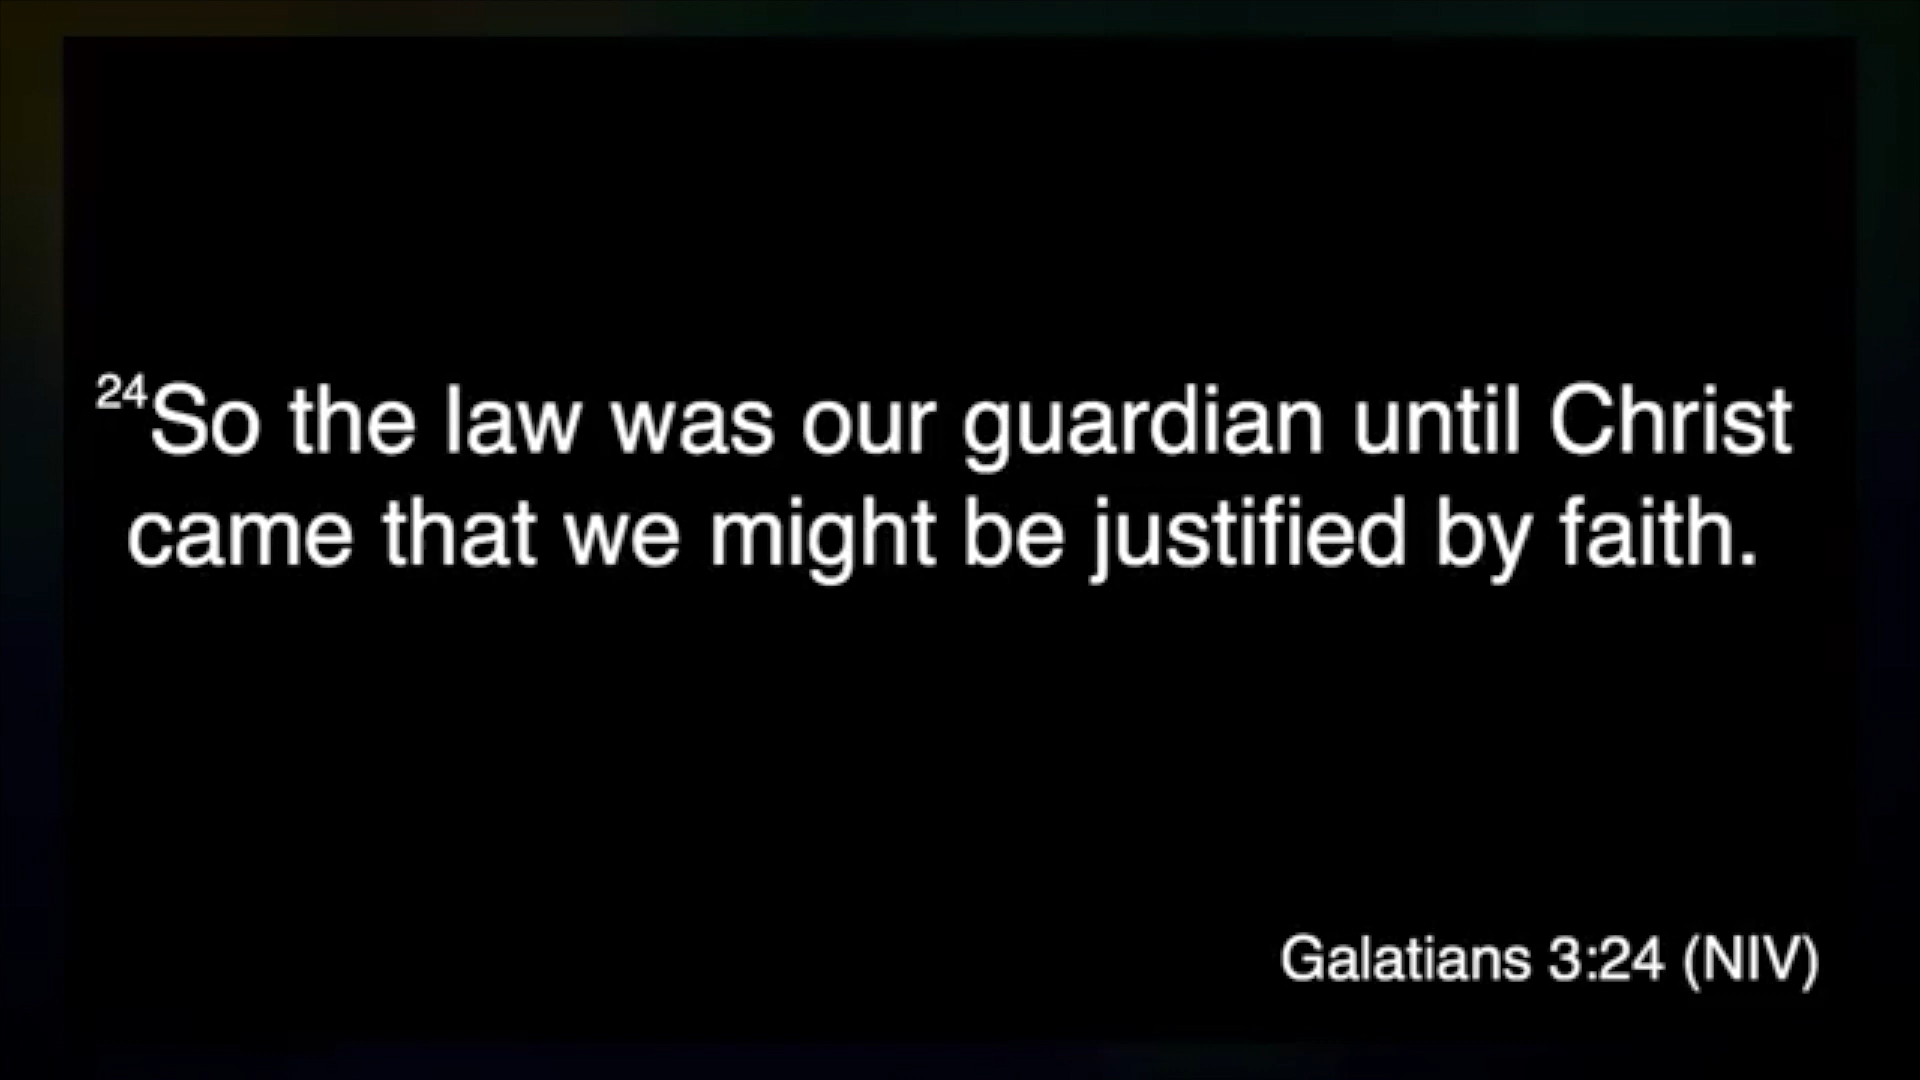 24So the law was our guardian until Christ
came that we might be justified by faith.
Galatians 3:24 (NIV)